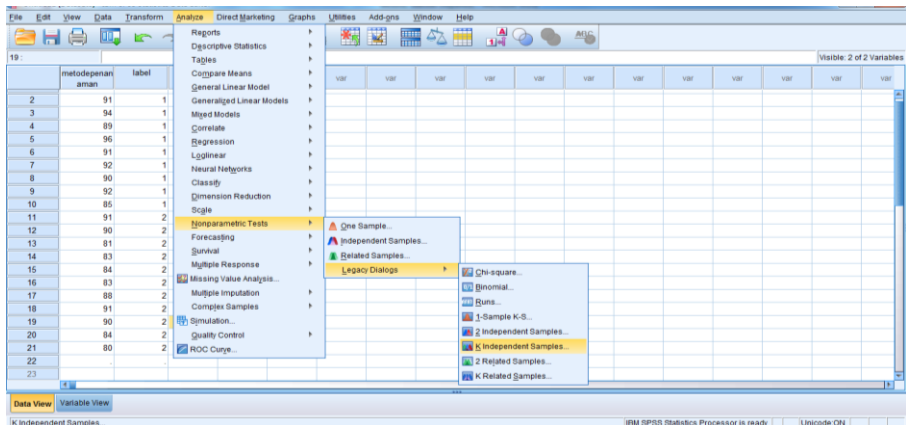 File Edit View Data Transform Analyze Direct Marketing Graphs Utilities Add-ons Window Help
19 :
Visible: 2 of 2 Variables
metodepenan
aman
label
var var var var var var var var var var
2 91 1
3 94 1
4 89 1
5 96 1
6 91 1
7 92 1
8 90 1
9 92 1
10 85 1
11 91 2
12 90 2
13 81 2
14 83 2
15 84 2
16 83 2
17 88 2
18 91 2
19 90 2
20 84 2
21 80 2
22 . .
23
Reports
Descriptive Statistics
Tables
Compare Means
General Linear Model
Generalized Linear Models
Mixed Models
Correlate
Regression
Loglinear
Neural Networks
Classify
Dimension Reduction
Scale
Nonparametric Tests
Forecasting
Survival
Multiple Response
Missing Value Analysis...
Multiple Imputation
Complex Samples
Simulation...
Quality Control
ROC Curve...
One Sample...
Independent Samples...
Related Samples...
Legacy Dialogs
Chi-square...
Binomial...
Runs...
1-Sample K-S...
2 Independent Samples...
K Independent Samples...
2 Related Samples...
K Related Samples...
Data View Variable View
K Independent Samples...
IBM SPSS Statistics Processor is ready
Unicode:ON